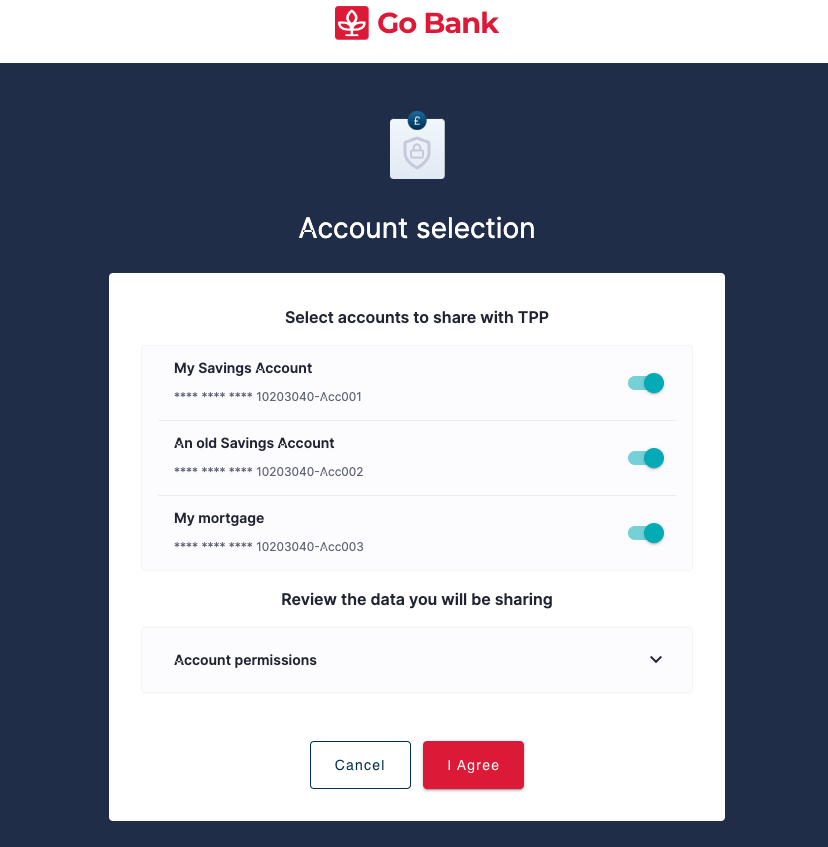 Go Bank
£
Account selection
Select accounts to share with TPP
My Savings Account
**** **** **** 10203040-Acc001
An old Savings Account
**** **** **** 10203040-Acc002
My mortgage
**** **** **** 10203040-Acc003
Review the data you will be sharing
Account permissions
Cancel
I Agree